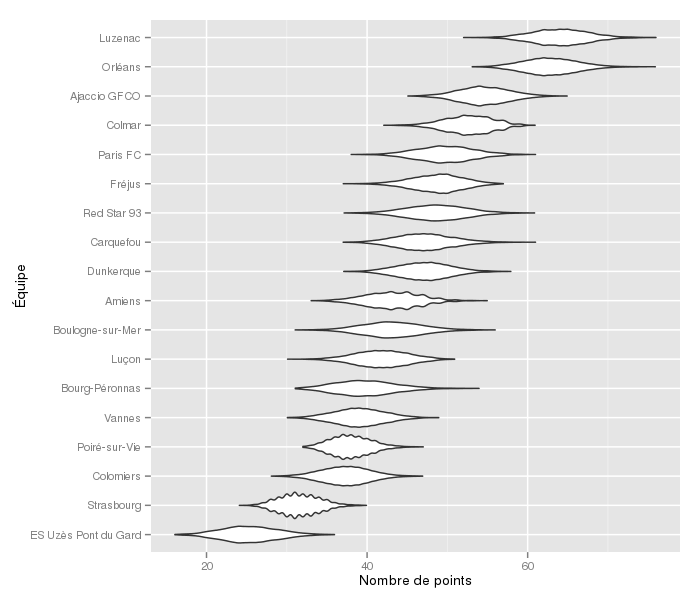 Luzenac
Orléans
Ajaccio GFCO
Colmar
Paris FC
Fréjus
Red Star 93
Carquefou
Dunkerque
Amiens
Boulogne-sur-Mer
Luçon
Bourg-Péronnas
Vannes
Poiré-sur-Vie
Colomiers
Strasbourg
ES Uzès Pont du Gard
Équipe
20 40 60
Nombre de points